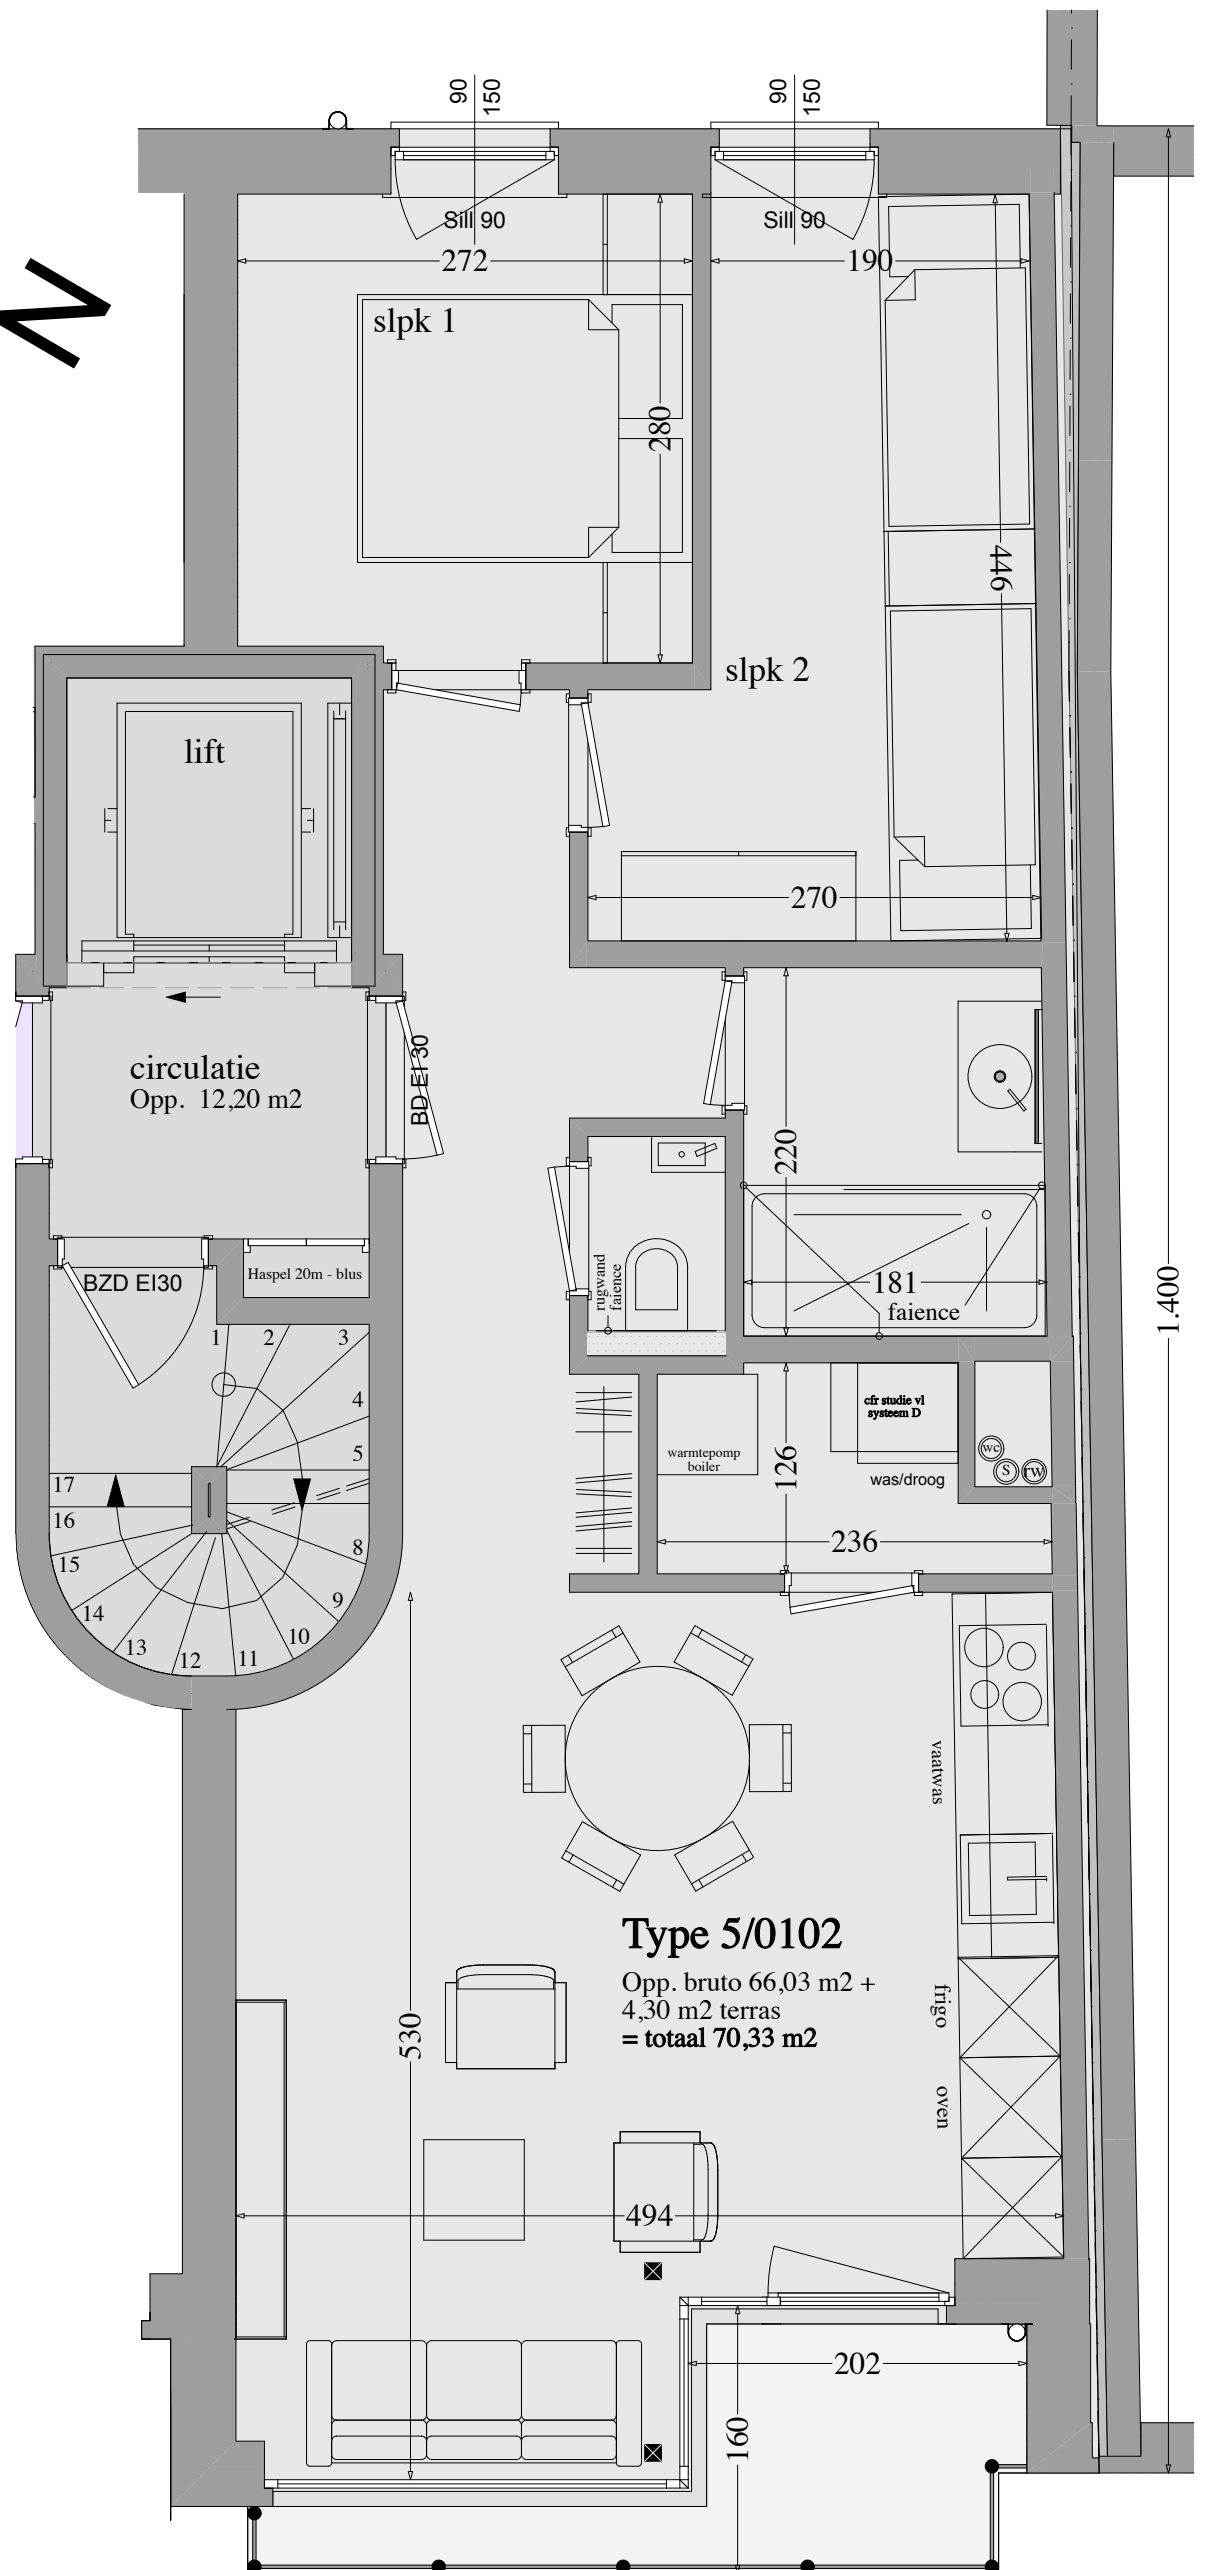 90
150
90
150
Sill 90
Sill 90
272
190
N
slpk 1
280
446
slpk 2
lift
270
circulatie
Opp. 12,20 m2
BD EI 30
220
BZD EI30
Haspel 20m - blus
rugwand
faience
181
faience
1.400
1
2
3
4
5
8
9
10
11
12
13
14
15
16
17
cfr studie vl
systeem D
warmtepomp
boiler
126
was/droog
wc
S
rw
236
vaatwas
Type 5/0102
Opp. bruto 66,03 m2 +
4,30 m2 terras
= totaal 70,33 m2
frigo
530
oven
494
202
160